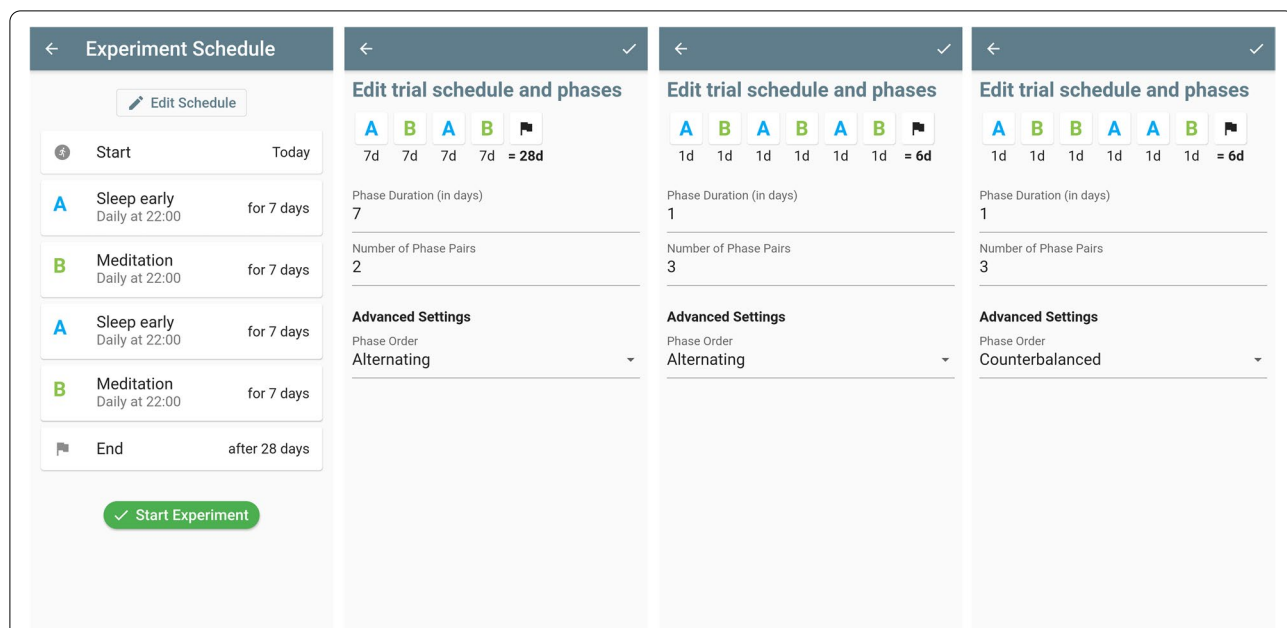 Experiment Schedule
Edit Schedule
Start Today
A Sleep early for 7 days
Daily at 22:00
B Meditation for 7 days
Daily at 22:00
A Sleep early for 7 days
Daily at 22:00
B Meditation for 7 days
Daily at 22:00
End after 28 days
Start Experiment
Edit trial schedule and phases
A B A B
7d 7d 7d 7d = 28d
Phase Duration (in days)
7
Number of Phase Pairs
2
Advanced Settings
Phase Order
Alternating
Edit trial schedule and phases
A B A B A B
1d 1d 1d 1d 1d 1d = 6d
Phase Duration (in days)
1
Number of Phase Pairs
3
Advanced Settings
Phase Order
Alternating
Edit trial schedule and phases
A B B A A B
1d 1d 1d 1d 1d 1d = 6d
Phase Duration (in days)
1
Number of Phase Pairs
3
Advanced Settings
Phase Order
Counterbalanced